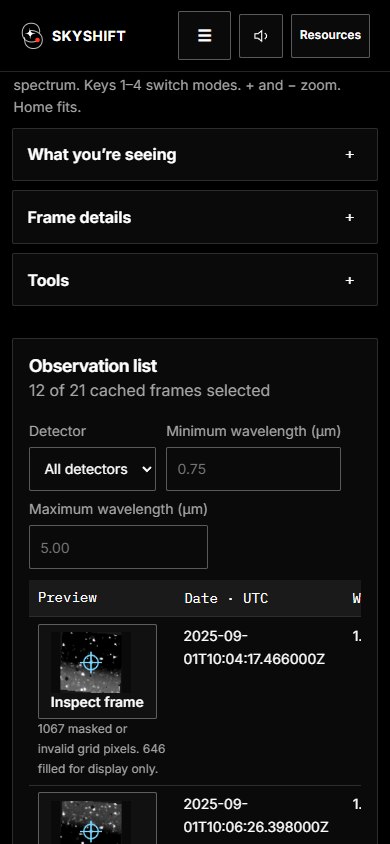 SKYSHIFT
☰
Resources
spectrum. Keys 1–4 switch modes. + and − zoom.
Home fits.
What you’re seeing +
Frame details +
Tools +
Observation list
12 of 21 cached frames selected
Detector Minimum wavelength (μm)
All detectors 0.75
Maximum wavelength (μm)
5.00
Preview Date · UTC W
2025-09-
01T10:04:17.466000Z 1.
Inspect frame
1067 masked or
invalid grid pixels. 646
filled for display only.
2025-09-
01T10:06:26.398000Z 1.